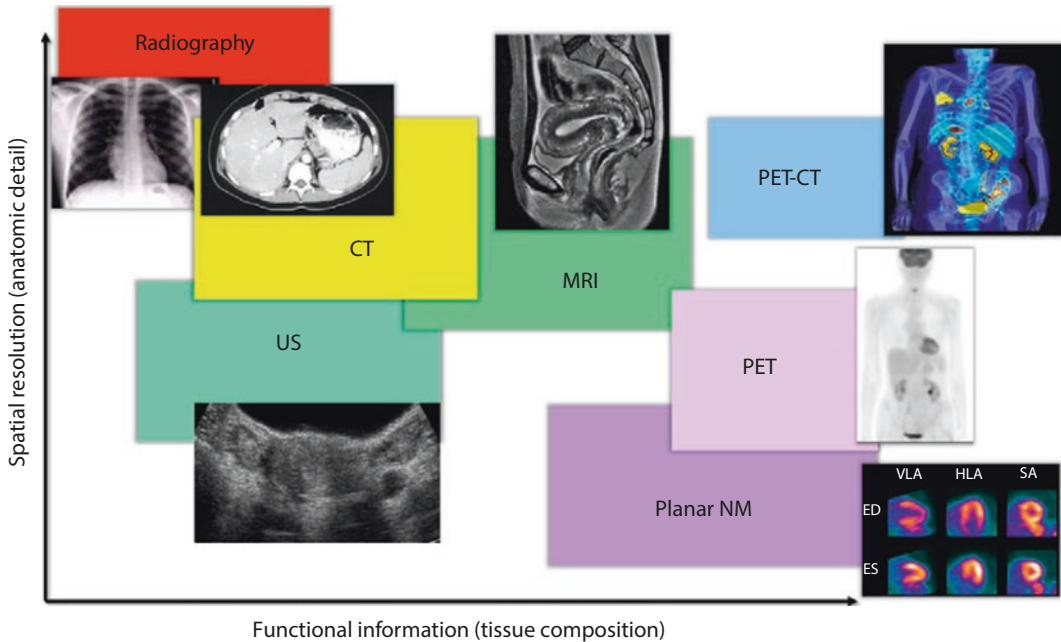 Spatial resolution (anatomic detail)
Radiography
CT
MRI
PET-CT
US
PET
Planar NM
VLA HLA SA
ED
ES
Functional information (tissue composition)